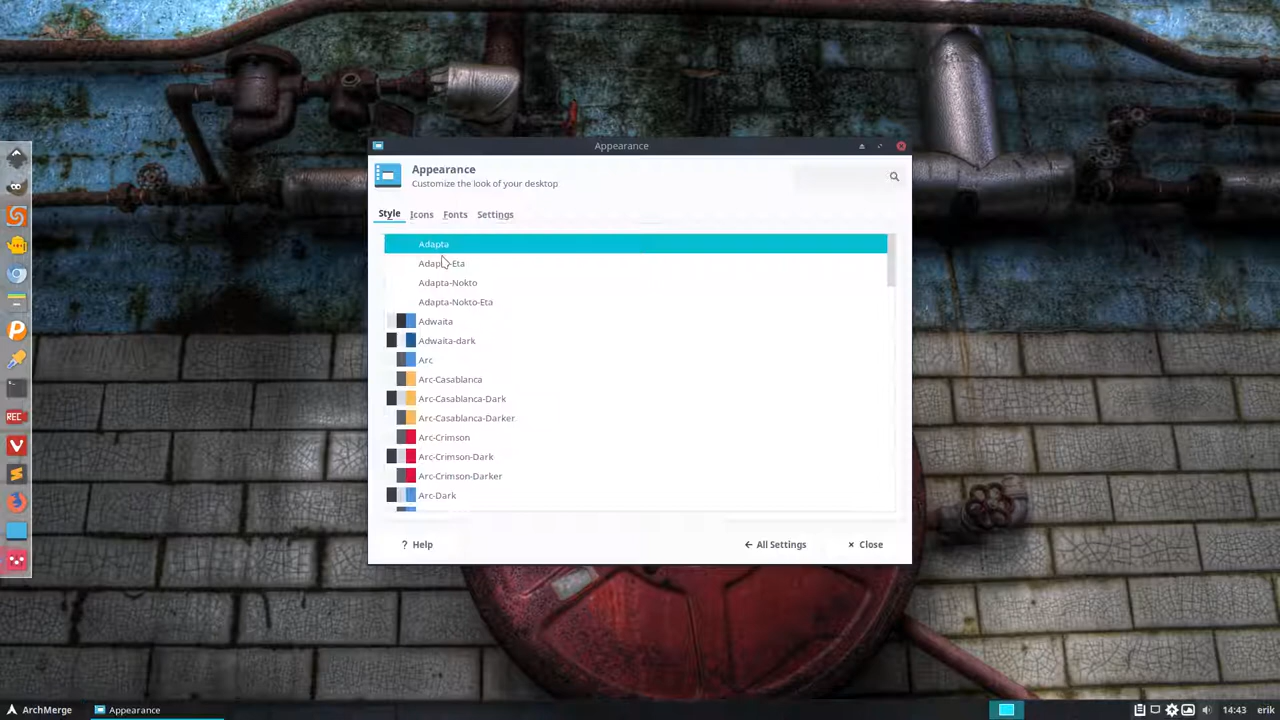 Appearance
Appearance
Customize the look of your desktop
Style Icons Fonts Settings
Adapta
Adapta-Eta
Adapta-Nokto
Adapta-Nokto-Eta
Adwaita
Adwaita-dark
Arc
Arc-Casablanca
Arc-Casablanca-Dark
Arc-Casablanca-Darker
Arc-Crimson
Arc-Crimson-Dark
Arc-Crimson-Darker
Arc-Dark
? Help
All Settings
Close
REC
ArchMerge
Appearance
14:43
erik